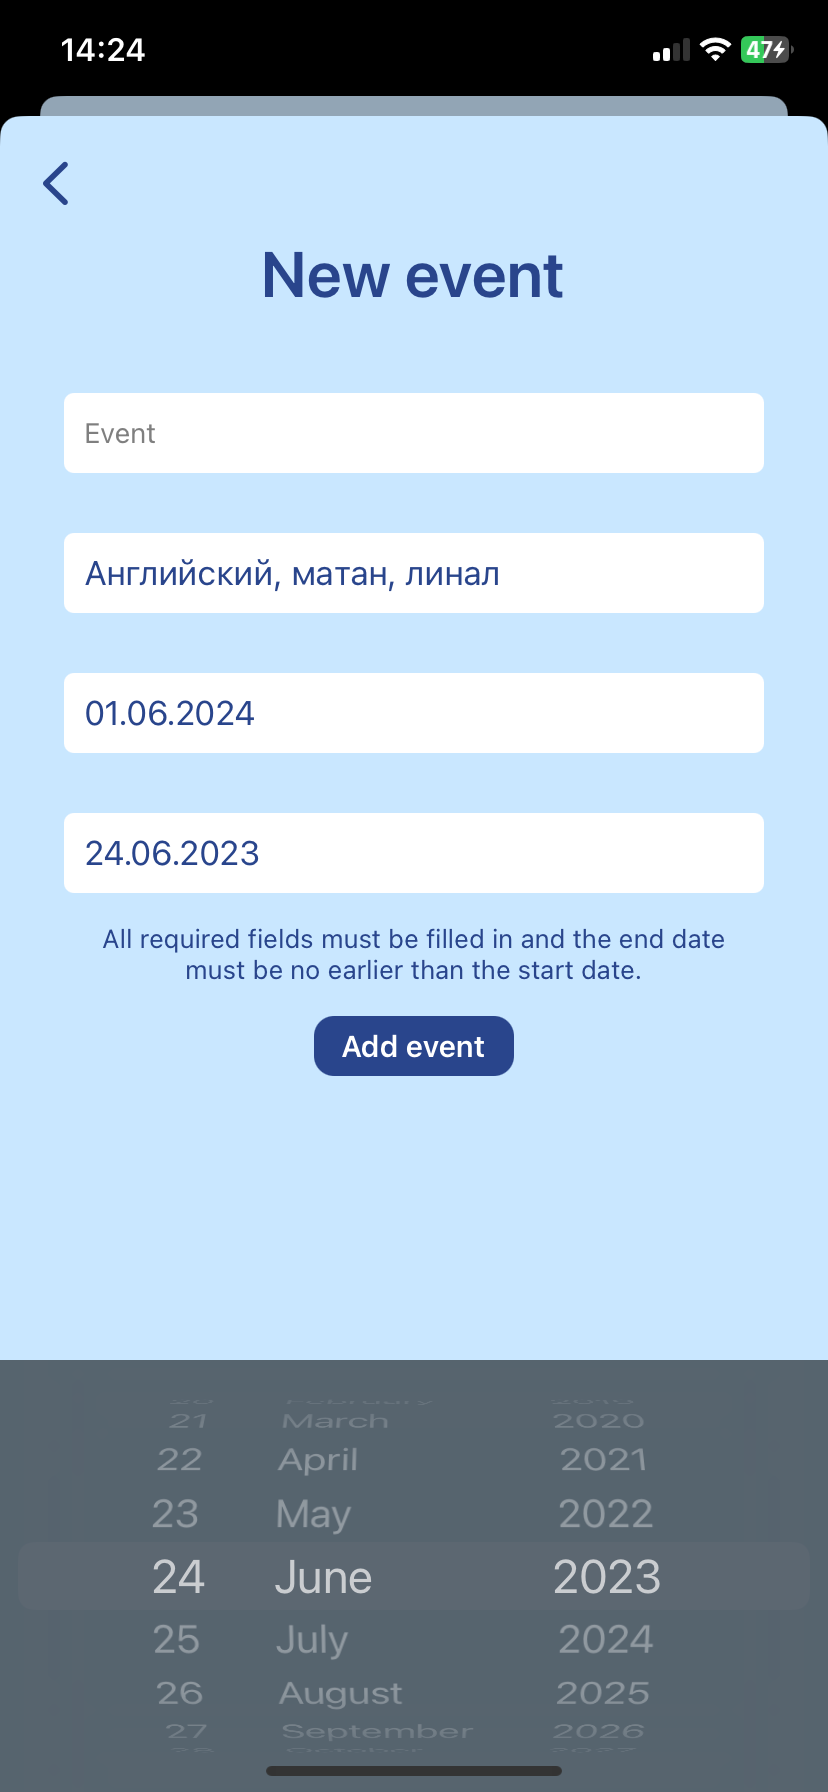 14:24
47
New event
Event
Английский, матан, линал
01.06.2024
24.06.2023
All required fields must be filled in and the end date
must be no earlier than the start date.
Add event
21 March 2020
22 April 2021
23 May 2022
24 June 2023
25 July 2024
26 August 2025
27 September 2026